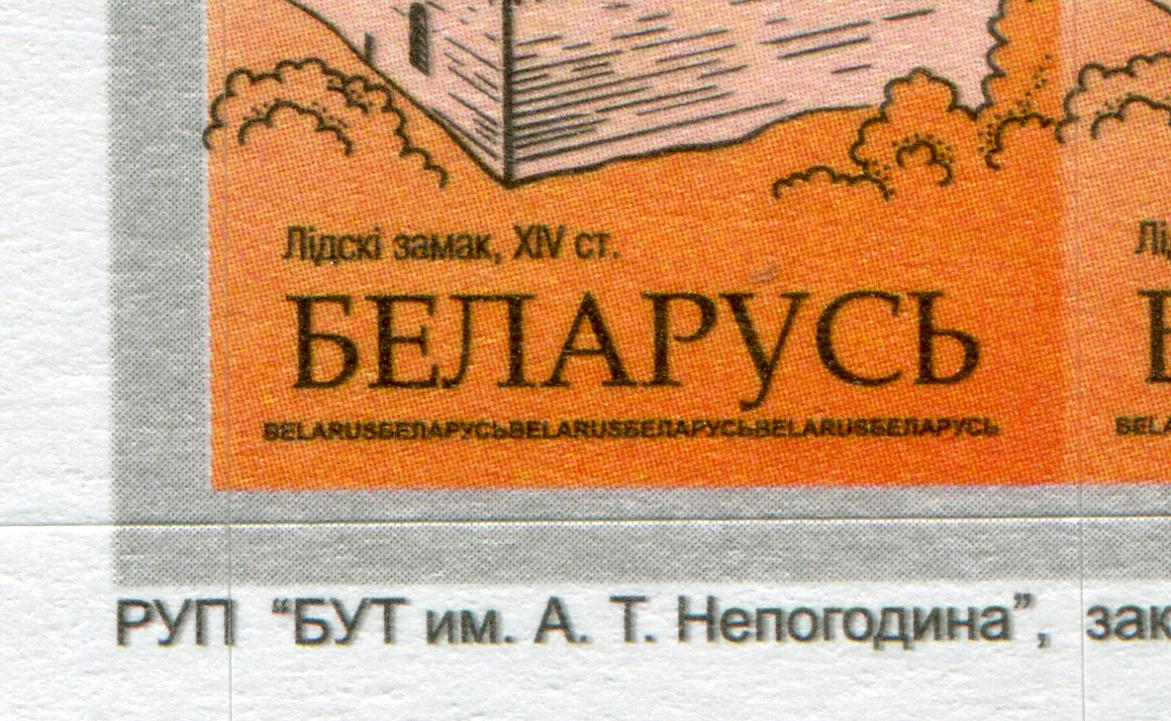 Лідскі замак, XIV ст.
БЕЛАРУСЬ
BELARUSБЕЛАРУСЬBELARUSБЕЛАРУСЬBELARUSБЕЛАРУСЬ
РУП “БУТ им. А. Т. Непогодина”,